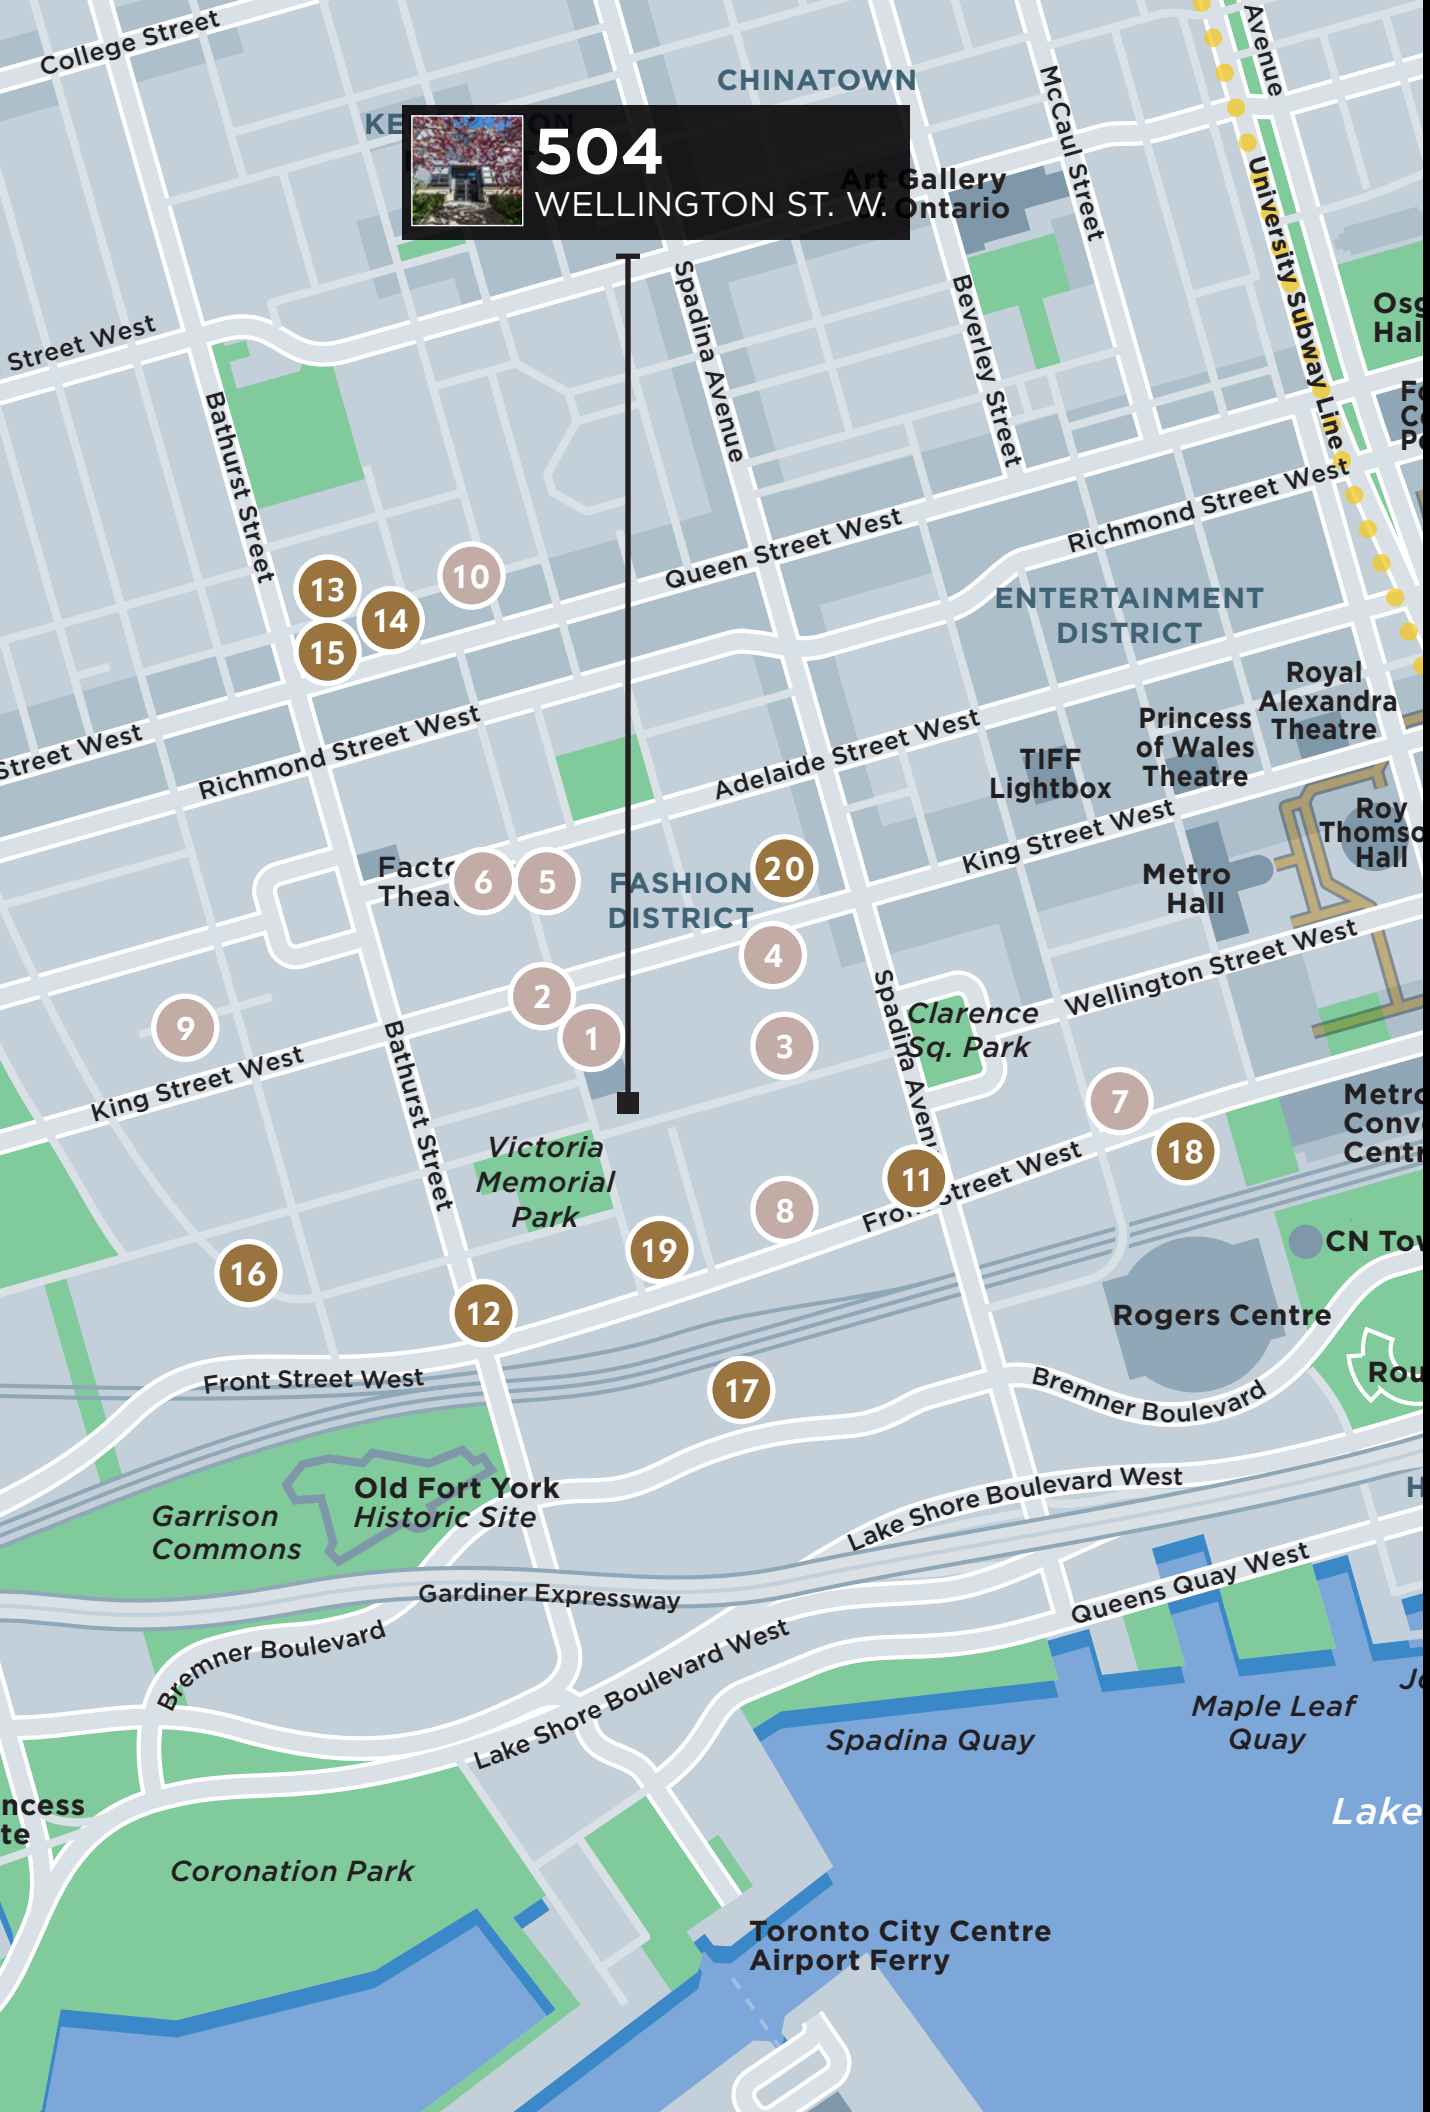 College Street
CHINATOWN
Avenue
McCaul Street
504
WELLINGTON ST. W.
Art Gallery
of Ontario
University Subway Line
Street West
Spadina Avenue
Beverley Street
Bathurst Street
Queen Street West
Richmond Street West
13
10
14
15
ENTERTAINMENT
DISTRICT
Royal
Alexandra
Theatre
Princess
of Wales
Theatre
TIFF
Lightbox
Street West
Richmond Street West
Adelaide Street West
King Street West
Roy
Hall
Metro
Hall
6
5
FASHION
DISTRICT
20
4
Wellington Street West
2
1
9
3
Clarence
Sq. Park
Spadina
King Street West
Bathurst Street
7
18
Victoria
Memorial
Park
11
Front Street West
8
19
16
12
CN
Rogers Centre
Front Street West
17
Bremner Boulevard
Old Fort York
Historic Site
Garrison
Commons
Lake Shore Boulevard West
Gardiner Expressway
Queens Quay West
Bremner Boulevard
Lake Shore Boulevard West
Maple Leaf
Quay
Spadina Quay
Lake
Coronation Park
Toronto City Centre
Airport Ferry